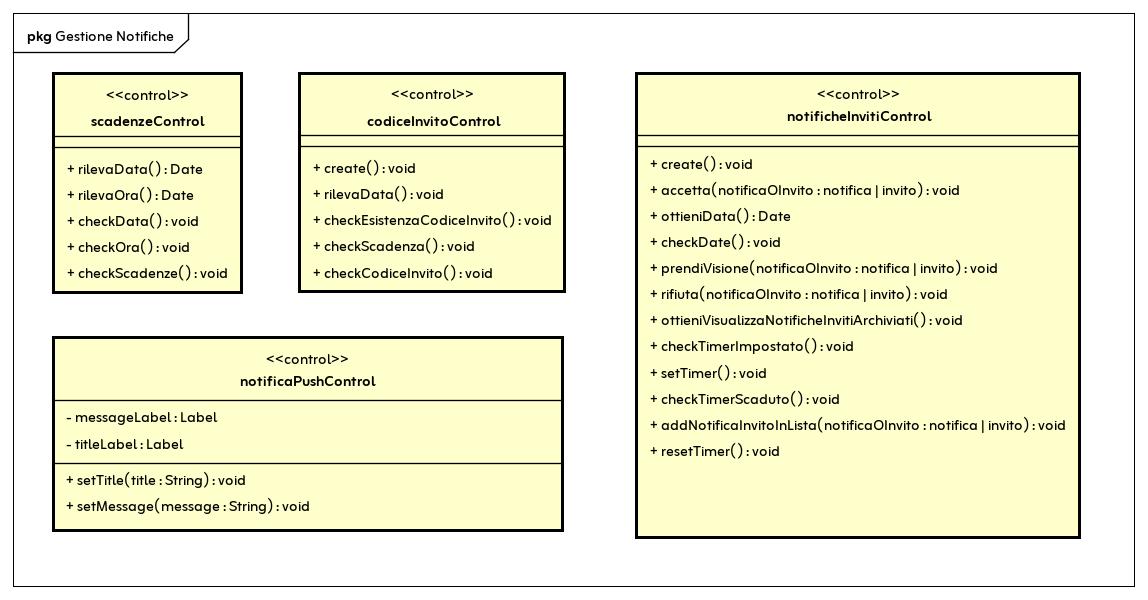 pkg Gestione Notifiche
<<control>>
scadenzeControl
+ rilevaData() : Date
+ rilevaOra() : Date
+ checkData() : void
+ checkOra() : void
+ checkScadenze() : void
<<control>>
codiceInvitoControl
+ create() : void
+ rilevaData() : void
+ checkEsistenzaCodiceInvito() : void
+ checkScadenza() : void
+ checkCodiceInvito() : void
<<control>>
notificheInvitiControl
+ create() : void
+ accetta(notificaOInvito : notifica | invito) : void
+ ottieniData() : Date
+ checkDate() : void
+ prendiVisione(notificaOInvito : notifica | invito) : void
+ rifiuta(notificaOInvito : notifica | invito) : void
+ ottieniVisualizzaNotificheInvitiArchiviati() : void
+ checkTimerImpostato() : void
+ setTimer() : void
+ checkTimerScaduto() : void
+ addNotificaInvitoInLista(notificaOInvito : notifica | invito) : void
+ resetTimer() : void
<<control>>
notificaPushControl
- messageLabel : Label
- titleLabel : Label
+ setTitle(title : String) : void
+ setMessage(message : String) : void